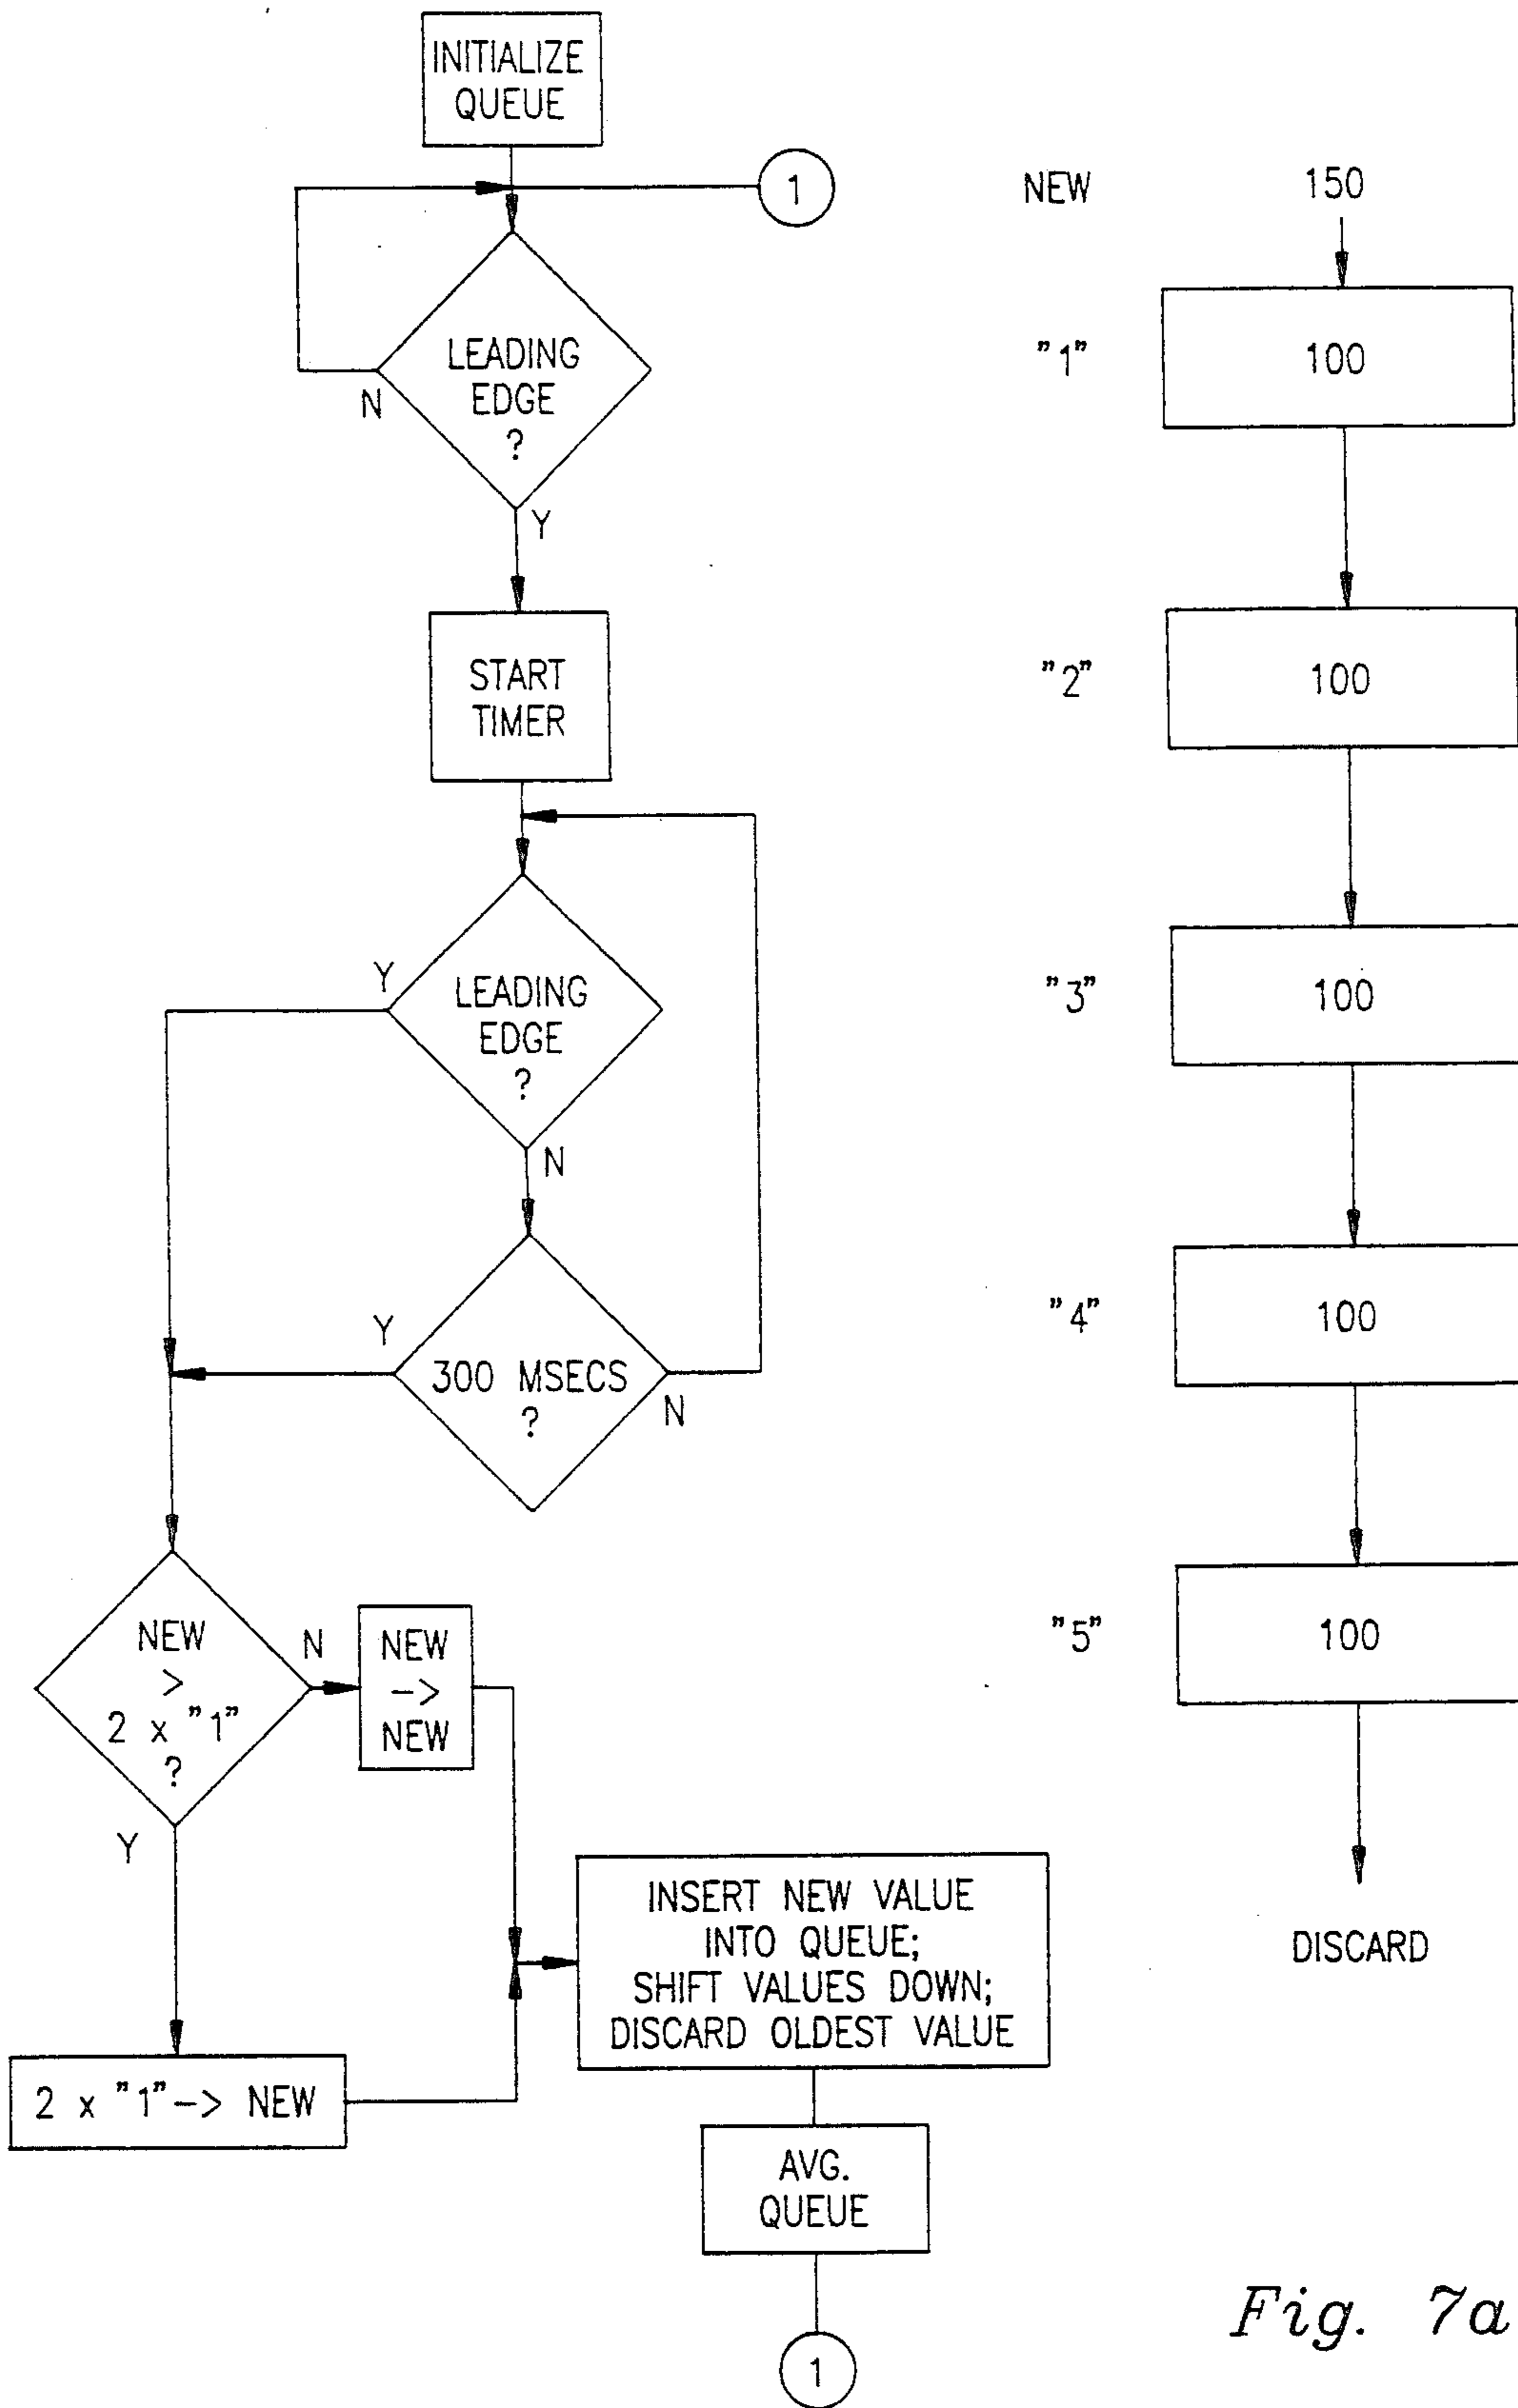 INITIALIZE
QUEUE
1
LEADING
EDGE
?
N
Y
START
TIMER
LEADING
EDGE
?
Y
N
300 MSECS
?
Y
N
NEW
>
2 x "1"
?
N
Y
NEW
->
NEW
2 x "1"-> NEW
INSERT NEW VALUE
INTO QUEUE;
SHIFT VALUES DOWN;
DISCARD OLDEST VALUE
AVG.
QUEUE
1
NEW 150
"1" 100
"2" 100
"3" 100
"4" 100
"5" 100
DISCARD
Fig. 7a